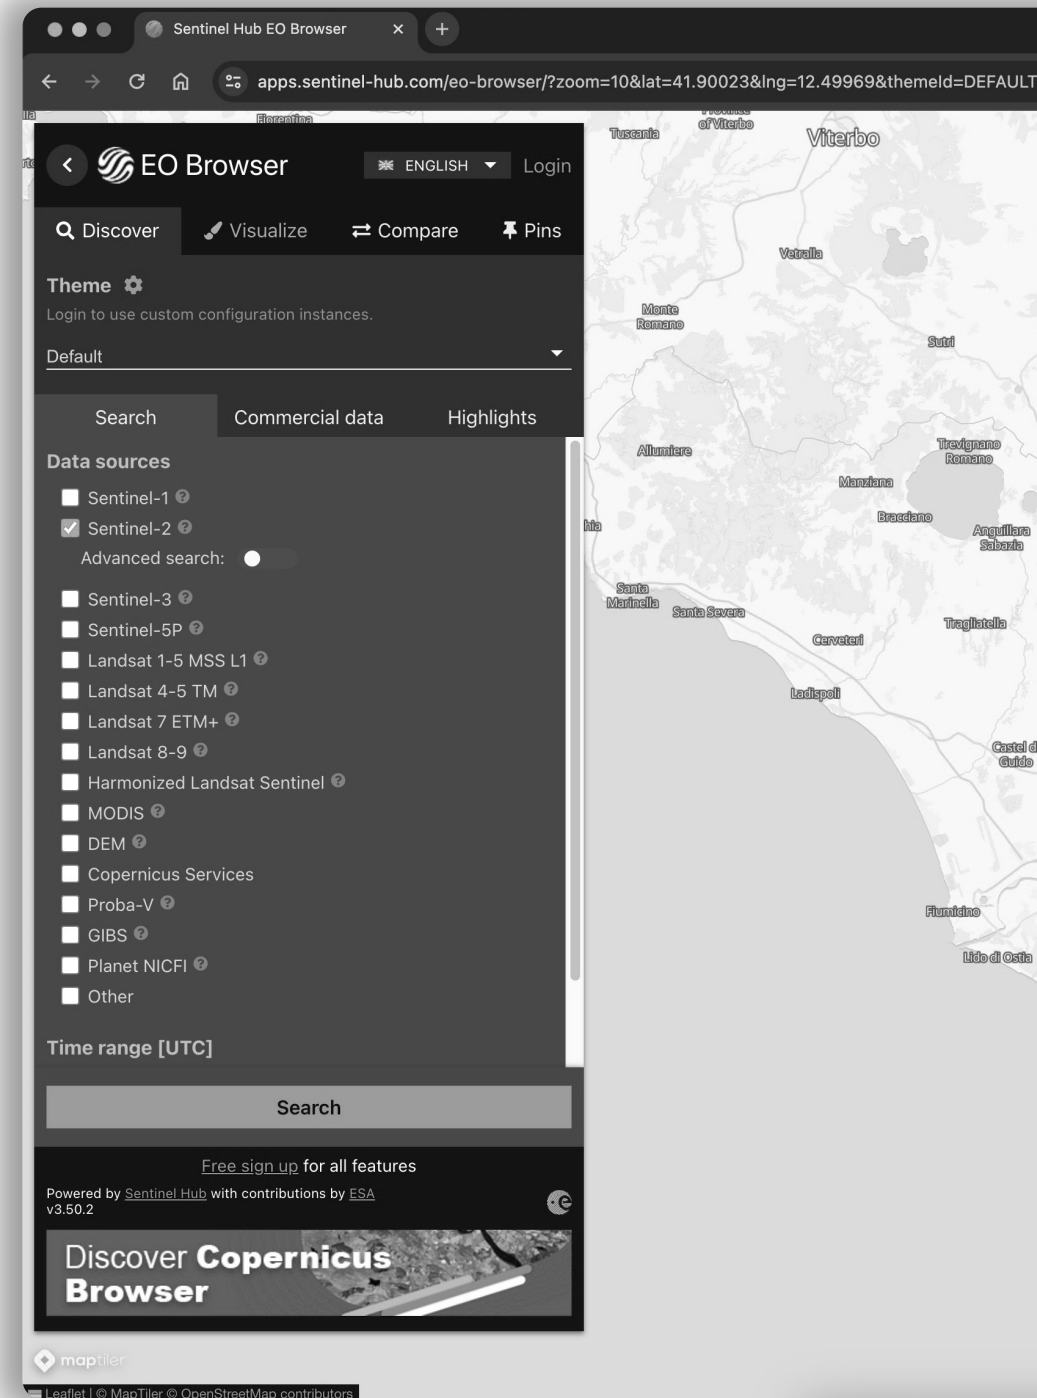 Sentinel Hub EO Browser
apps.sentinel-hub.com/eo-browser/?zoom=10&lat=41.90023&lng=12.49969&themeId=DEFAULT
Fiorentina
EO Browser
ENGLISH
Login
Discover
Visualize
Compare
Pins
Theme
Login to use custom configuration instances.
Default
Search
Commercial data
Highlights
Data sources
Sentinel-1
Sentinel-2
Advanced search:
Sentinel-3
Sentinel-5P
Landsat 1-5 MSS L1
Landsat 4-5 TM
Landsat 7 ETM+
Landsat 8-9
Harmonized Landsat Sentinel
MODIS
DEM
Copernicus Services
Proba-V
GIBS
Planet NICFI
Other
Time range [UTC]
Search
Free sign up for all features
Powered by Sentinel Hub with contributions by ESA
v3.50.2
Discover Copernicus
Browser
maptiler
Leaflet | © MapTiler © OpenStreetMap contributors
Tuscania
of Viterbo
Viterbo
Vetralla
Monte
Romano
Sutri
Allumiere
Trevignano
Romano
Manziana
Bracciano
Anguillara
Sabazia
Santa
Marinella
Santa Severa
Tragliatella
Cerveteri
Ladispoli
Castel d
Guido
Fiumicino
Lido di Ostia